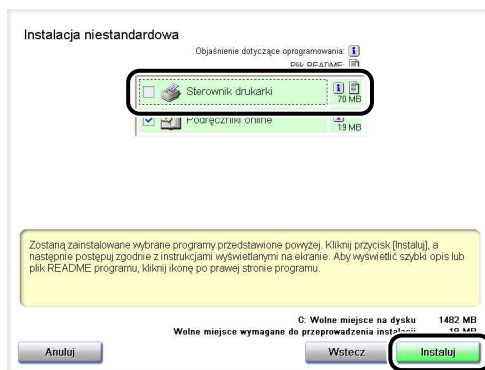 Instalacja niestandardowa
Objaśnienie dotyczące oprogramowania:
Plik README:
Sterownik drukarki
70 MB
Podręczniki online
19 MB
Zostaną zainstalowane wybrane programy przedstawione powyżej. Kliknij przycisk [Instaluj], a
następnie postępuj zgodnie z instrukcjami wyświetlanymi na ekranie. Aby wyświetlić szybki opis lub
plik README programu, kliknij ikonę po prawej stronie programu.
C: Wolne miejsce na dysku 1482 MB
Wolne miejsce wymagane do przeprowadzenia instalacji 19 MB
Anuluj Wstecz Instaluj